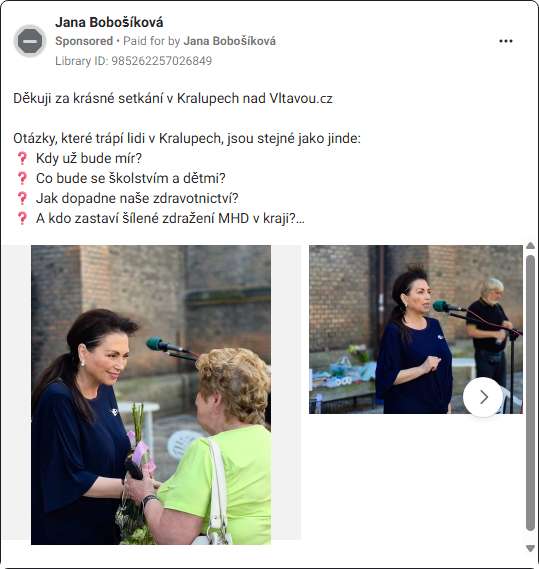 Jana Bobošíková
Sponsored • Paid for by Jana Bobošíková
Library ID: 985262257026849
Děkuji za krásné setkání v Kralupech nad Vltavou.cz
Otázky, které trápí lidi v Kralupech, jsou stejné jako jinde:
❓ Kdy už bude mír?
❓ Co bude se školstvím a dětmi?
❓ Jak dopadne naše zdravotnictví?
❓ A kdo zastaví šílené zdražení MHD v kraji?...